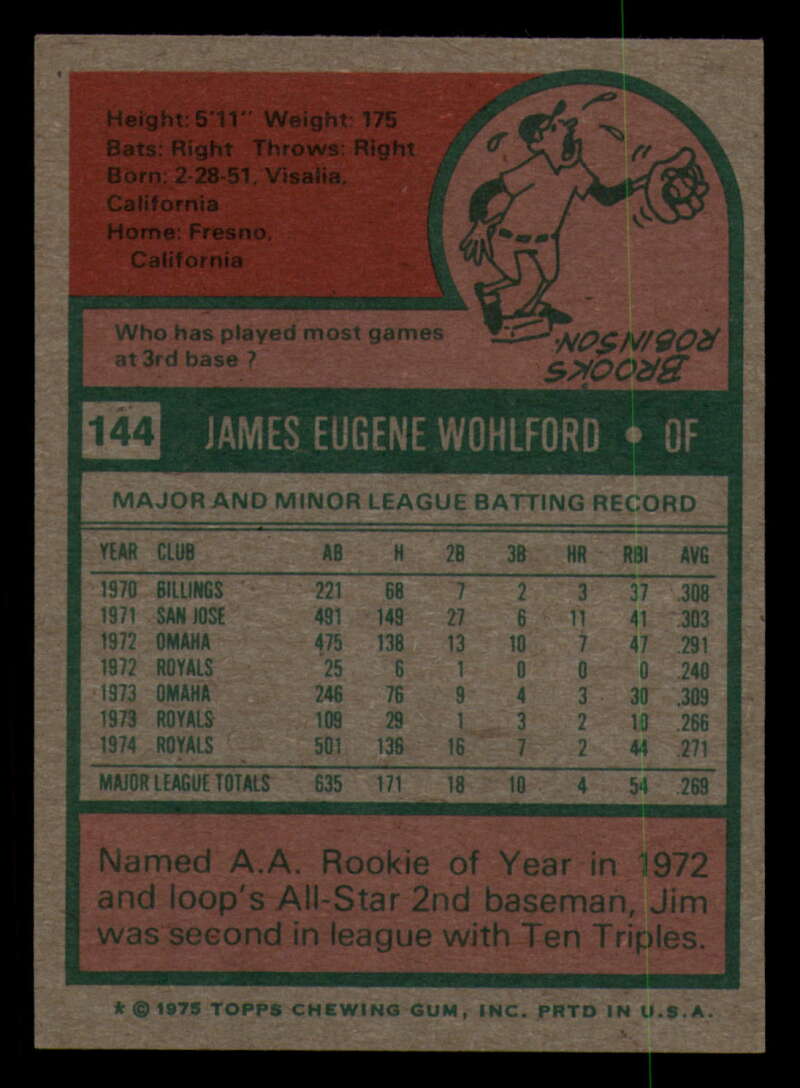 Height: 5'11" Weight: 175
Bats: Right Throws: Right
Born: 2-28-51, Visalia,
California
Home: Fresno,
California
Who has played most games
at 3rd base ?
BROOKS
ROBINSON.
144 JAMES EUGENE WOHLFORD • OF
MAJOR AND MINOR LEAGUE BATTING RECORD
YEAR CLUB AB H 2B 3B HR RBI AVG
1970 BILLINGS 221 68 7 2 3 37 .308
1971 SAN JOSE 491 149 27 6 11 41 .303
1972 OMAHA 475 138 13 10 7 47 .291
1972 ROYALS 25 6 1 0 0 0 .240
1973 OMAHA 246 76 9 4 3 30 .309
1973 ROYALS 109 29 1 3 2 10 .266
1974 ROYALS 501 136 16 7 2 44 .271
MAJOR LEAGUE TOTALS 635 171 18 10 4 54 .269
Named A.A. Rookie of Year in 1972
and loop's All-Star 2nd baseman, Jim
was second in league with Ten Triples.
* © 1975 TOPPS CHEWING GUM, INC. PRTD IN U.S.A.